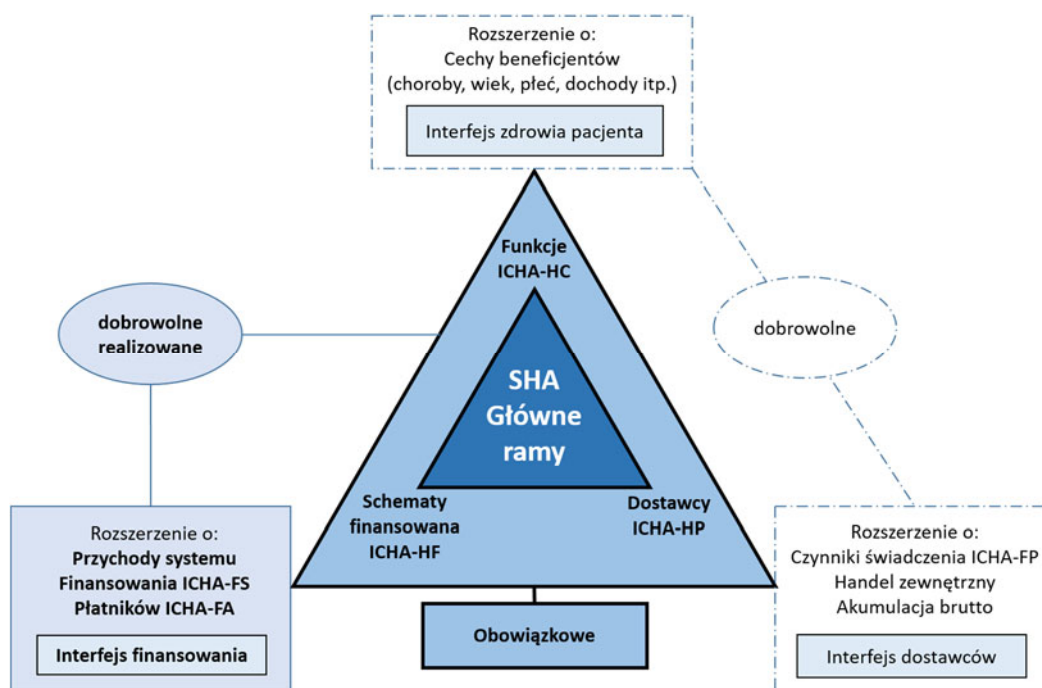 Rozszerzenie o:
Cechy beneficjentów
(choroby, wiek, płeć, dochody itp.)
Interfejs zdrowia pacjenta
Funkcje
ICHA-HC
dobrowolne
realizowane
dobrowolne
SHA
Główne
ramy
Schematy
finansowana
ICHA-HF
Dostawcy
ICHA-HP
Rozszerzenie o:
Przychody systemu
Finansowania ICHA-FS
Płatników ICHA-FA
Interfejs finansowania
Obowiązkowe
Rozszerzenie o:
Czynniki świadczenia ICHA-FP
Handel zewnętrzny
Akumulacja brutto
Interfejs dostawców